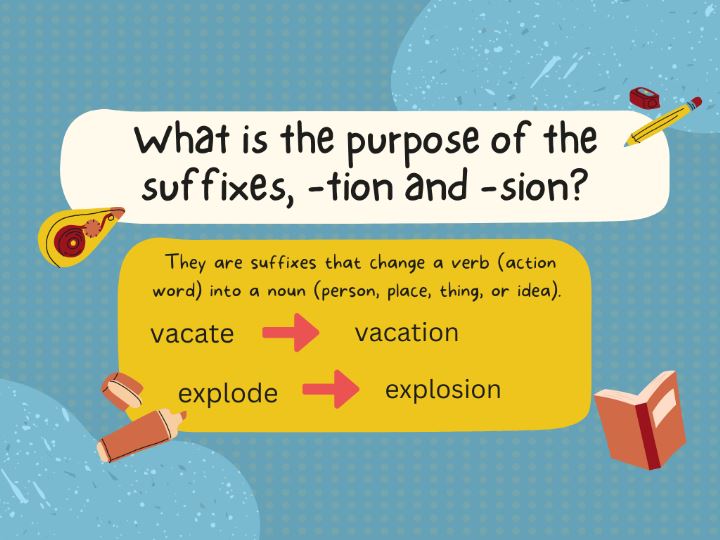 What is the purpose of the
suffixes, -tion and -sion?
They are suffixes that change a verb (action
word) into a noun (person, place, thing, or idea).
vacate vacation
explode explosion